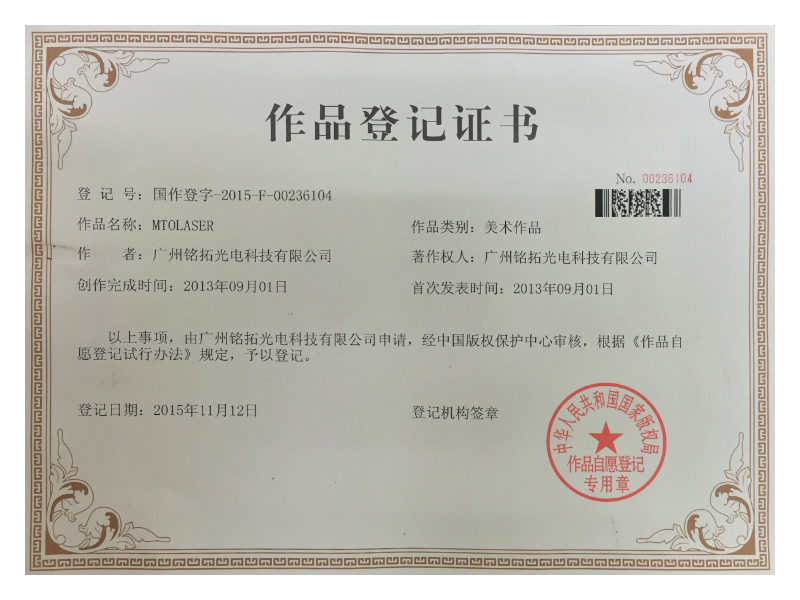 作品登记证书
No. 00236104
登 记 号：国作登字-2015-F-00236104
作品名称：MTOLASER
作品类别：美术作品
作 者：广州铭拓光电科技有限公司
著作权人：广州铭拓光电科技有限公司
创作完成时间：2013年09月01日
首次发表时间：2013年09月01日
以上事项，由广州铭拓光电科技有限公司申请，经中国版权保护中心审核，根据《作品自
愿登记试行办法》规定，予以登记。
登记日期：2015年11月12日
登记机构签章
中华人民共和国国家版权局
作品自愿登记
专用章